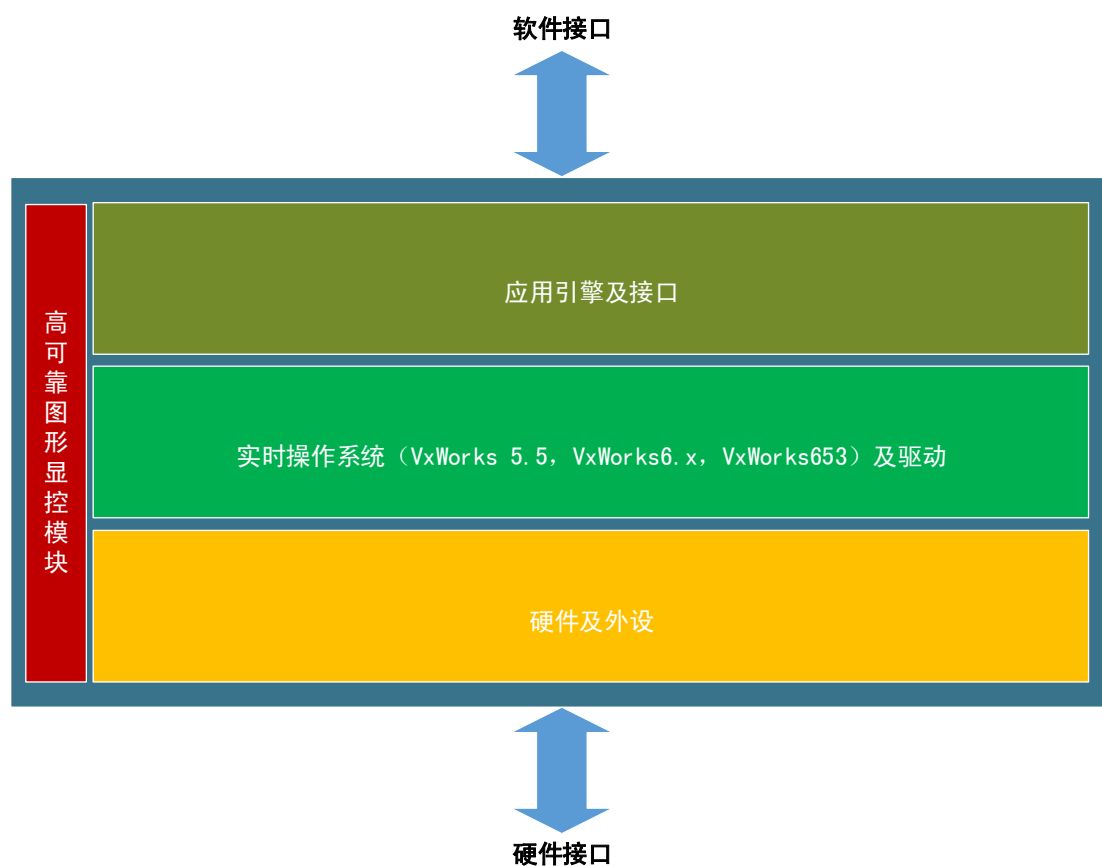 软件接口
高可靠图形显控模块
应用引擎及接口
实时操作系统（VxWorks 5.5，VxWorks6.x，VxWorks653）及驱动
硬件及外设
硬件接口